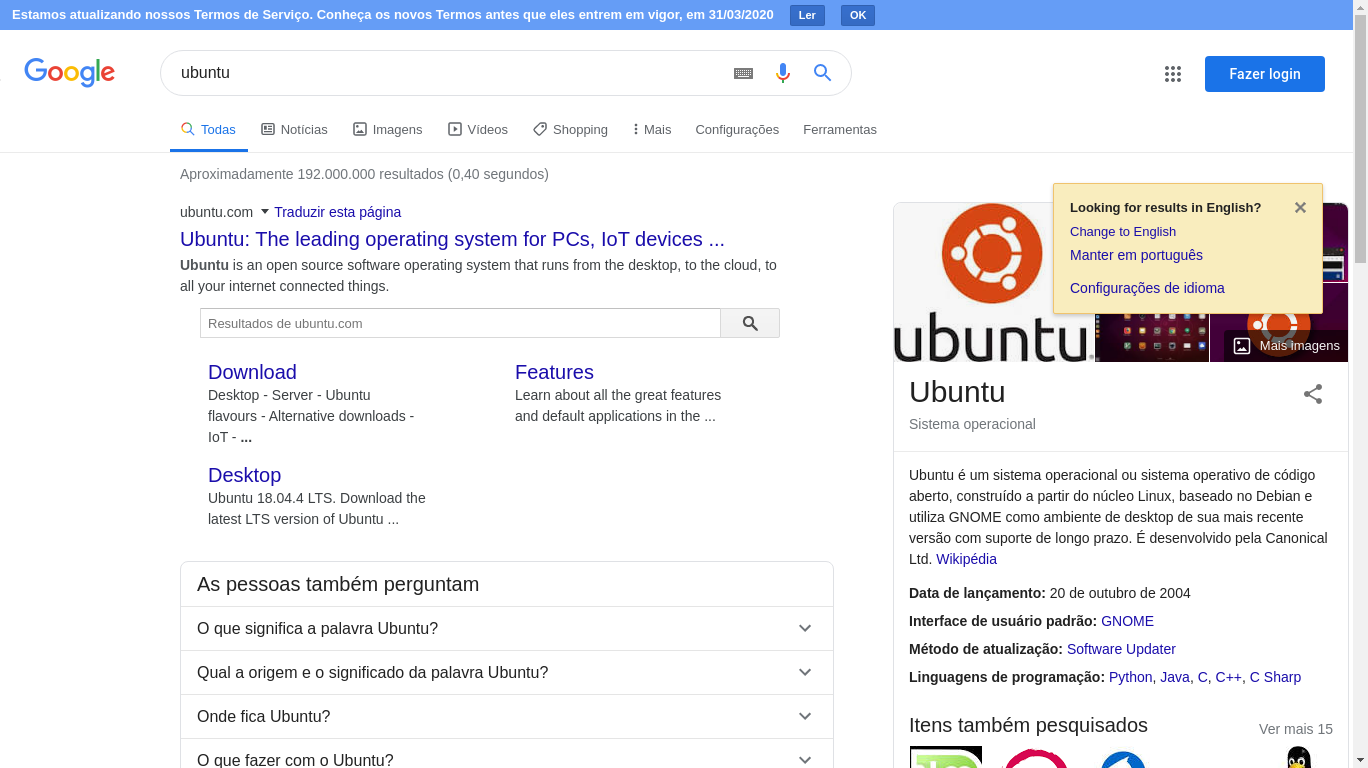 Estamos atualizando nossos Termos de Serviço. Conheça os novos Termos antes que eles entrem em vigor, em 31/03/2020 Ler OK
Google ubuntu Fazer login
Todas Notícias Imagens Vídeos Shopping Mais Configurações Ferramentas
Aproximadamente 192.000.000 resultados (0,40 segundos)
ubuntu.com Traduzir esta página
Ubuntu: The leading operating system for PCs, IoT devices ...
Ubuntu is an open source software operating system that runs from the desktop, to the cloud, to
all your internet connected things.
Resultados de ubuntu.com
Download
Desktop - Server - Ubuntu
flavours - Alternative downloads -
IoT - ...
Features
Learn about all the great features
and default applications in the ...
Desktop
Ubuntu 18.04.4 LTS. Download the
latest LTS version of Ubuntu ...
As pessoas também perguntam
O que significa a palavra Ubuntu?
Qual a origem e o significado da palavra Ubuntu?
Onde fica Ubuntu?
O que fazer com o Ubuntu?
Looking for results in English?
Change to English
Manter em português
Configurações de idioma
ubuntu
Mais imagens
Ubuntu
Sistema operacional
Ubuntu é um sistema operacional ou sistema operativo de código
aberto, construído a partir do núcleo Linux, baseado no Debian e
utiliza GNOME como ambiente de desktop de sua mais recente
versão com suporte de longo prazo. É desenvolvido pela Canonical
Ltd. Wikipédia
Data de lançamento: 20 de outubro de 2004
Interface de usuário padrão: GNOME
Método de atualização: Software Updater
Linguagens de programação: Python, Java, C, C++, C Sharp
Itens também pesquisados
Ver mais 15